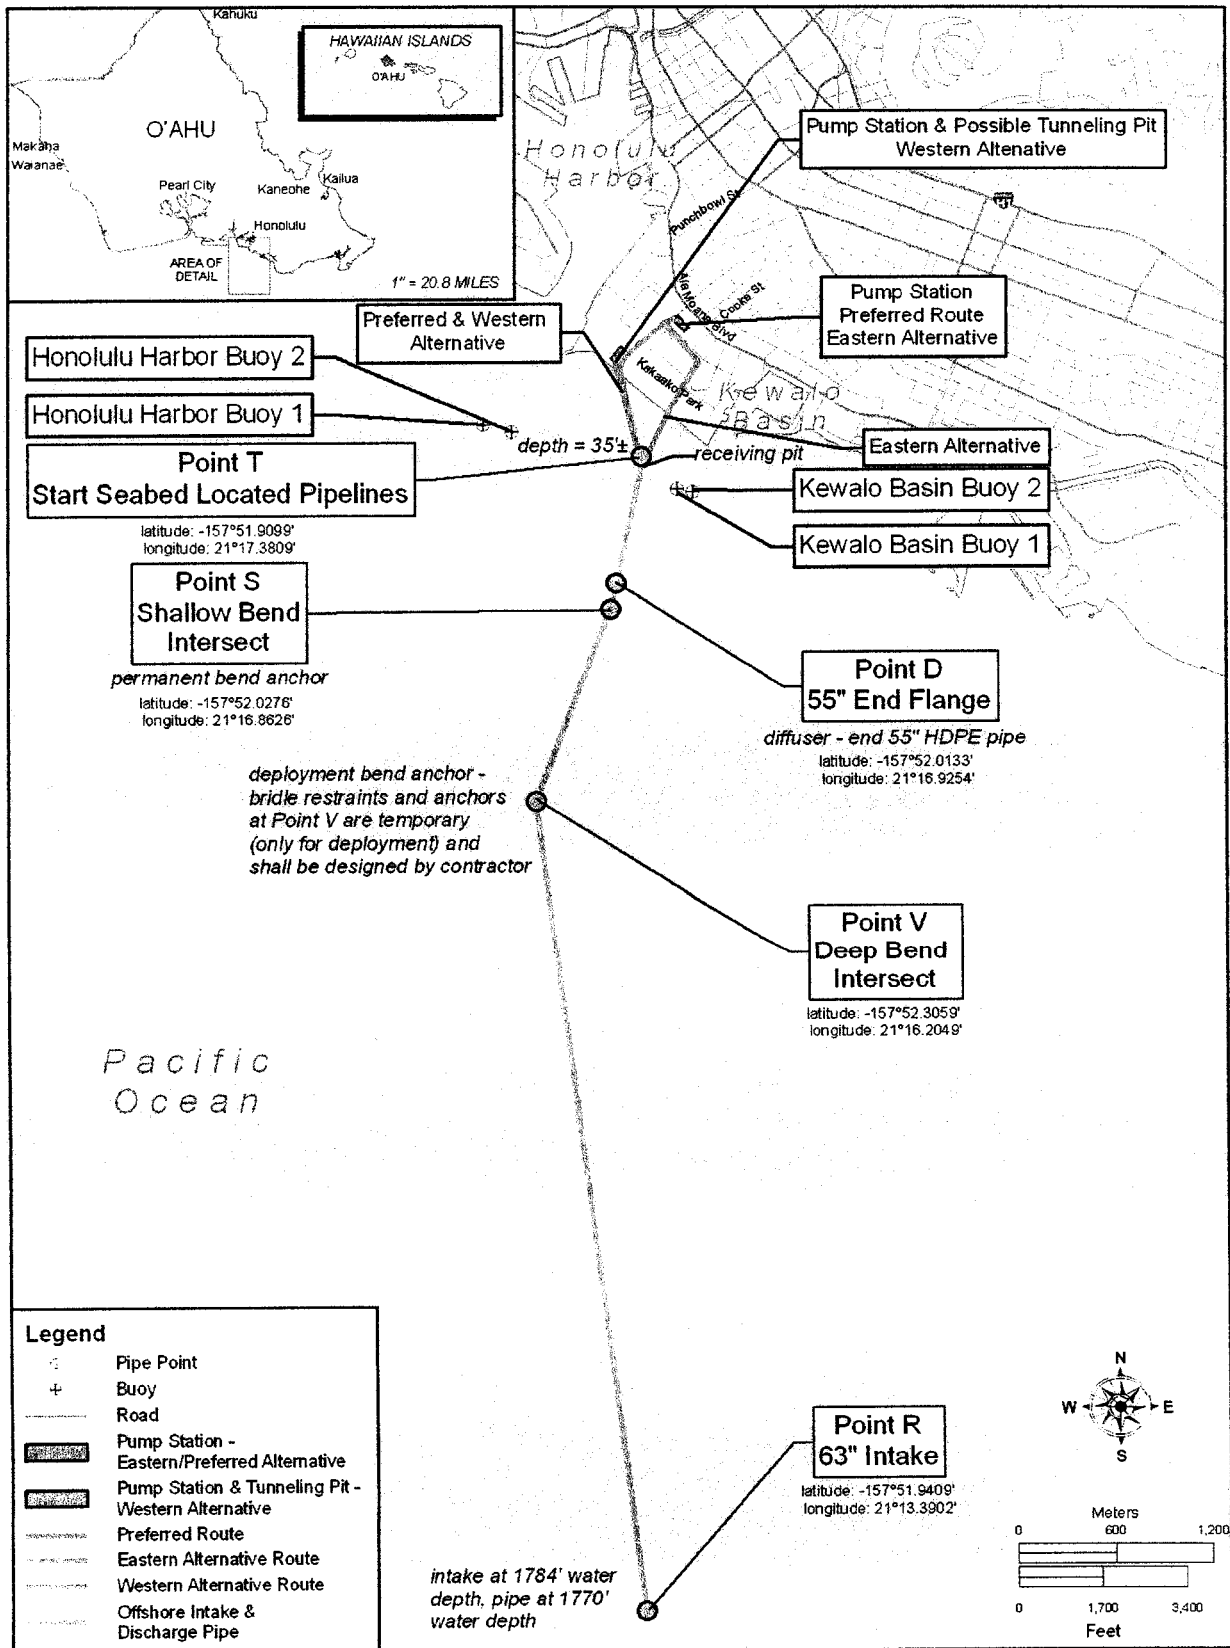 Kahuku
HAWAIIAN ISLANDS
O'AHU
O'AHU
Makaha
Waianae
Pearl City
Kaneohe
Kailua
Honolulu
AREA OF
DETAIL
1" = 20.8 MILES
Honolulu
Harbor
Punchbowl St
Ala Moana Blvd
Cooke St
Kakaako Park
Kewalo
Basin
Pump Station & Possible Tunneling Pit
Western Altenative
Pump Station
Preferred Route
Eastern Alternative
Preferred & Western
Alternative
Honolulu Harbor Buoy 2
Honolulu Harbor Buoy 1
depth = 35'±
receiving pit
Eastern Alternative
Point T
Start Seabed Located Pipelines
latitude: -157°51.9099'
longitude: 21°17.3809'
Kewalo Basin Buoy 2
Kewalo Basin Buoy 1
Point S
Shallow Bend
Intersect
permanent bend anchor
latitude: -157°52.0276'
longitude: 21°16.8626'
Point D
55" End Flange
diffuser - end 55" HDPE pipe
latitude: -157°52.0133'
longitude: 21°16.9254'
deployment bend anchor -
bridle restraints and anchors
at Point V are temporary
(only for deployment) and
shall be designed by contractor
Point V
Deep Bend
Intersect
latitude: -157°52.3059'
longitude: 21°16.2049'
Pacific
Ocean
Legend
Pipe Point
Buoy
Road
Pump Station -
Eastern/Preferred Alternative
Pump Station & Tunneling Pit -
Western Alternative
Preferred Route
Eastern Alternative Route
Western Alternative Route
Offshore Intake &
Discharge Pipe
Point R
63" Intake
latitude: -157°51.9409'
longitude: 21°13.3902'
intake at 1784' water
depth, pipe at 1770'
water depth
N
W
E
S
Meters
0
600
1,200
0
1,700
3,400
Feet